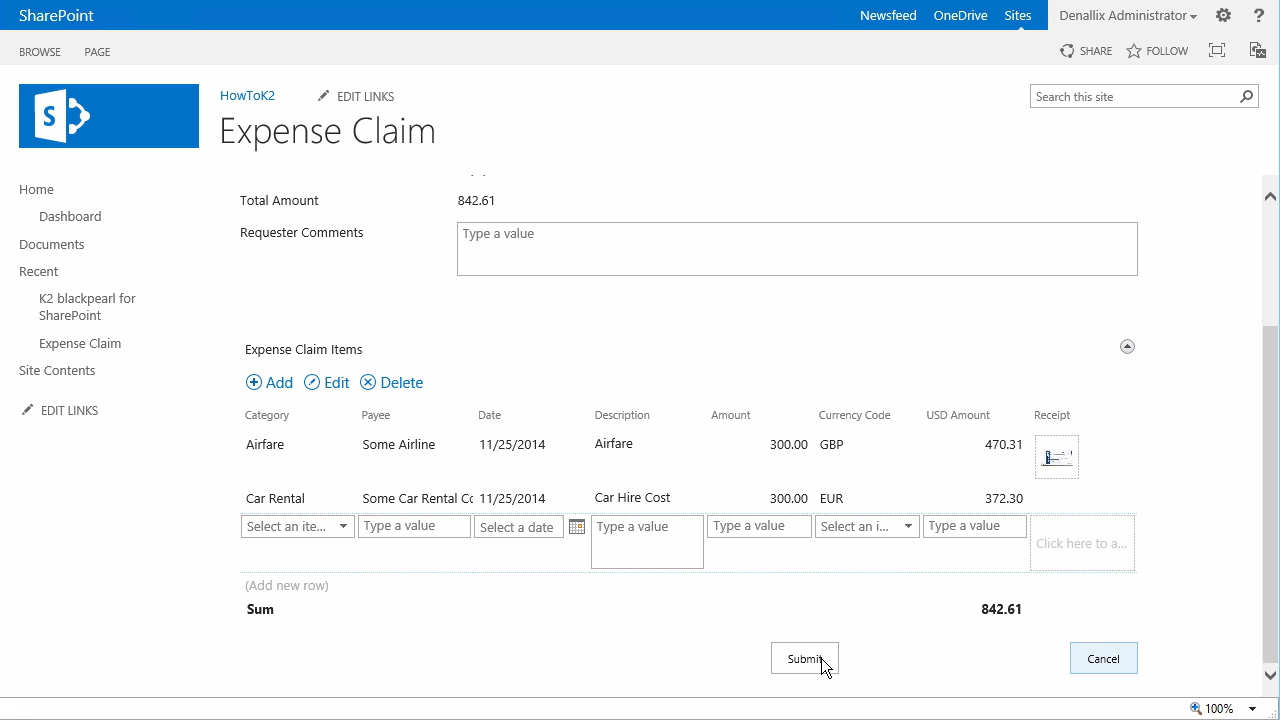 SharePoint
Newsfeed OneDrive Sites Denallix Administrator ?
BROWSE PAGE SHARE FOLLOW
S
HowToK2 EDIT LINKS Search this site
Expense Claim
Home
Dashboard
Documents
Recent
K2 blackpearl for
SharePoint
Expense Claim
Site Contents
EDIT LINKS
Total Amount 842.61
Requester Comments Type a value
Expense Claim Items
Add Edit Delete
Category Payee Date Description Amount Currency Code USD Amount Receipt
Airfare Some Airline 11/25/2014 Airfare 300.00 GBP 470.31
Car Rental Some Car Rental Cc 11/25/2014 Car Hire Cost 300.00 EUR 372.30
Select an ite... Type a value Select a date Type a value Type a value Select an i... Type a value Click here to a...
(Add new row)
Sum 842.61
Submit Cancel
100%